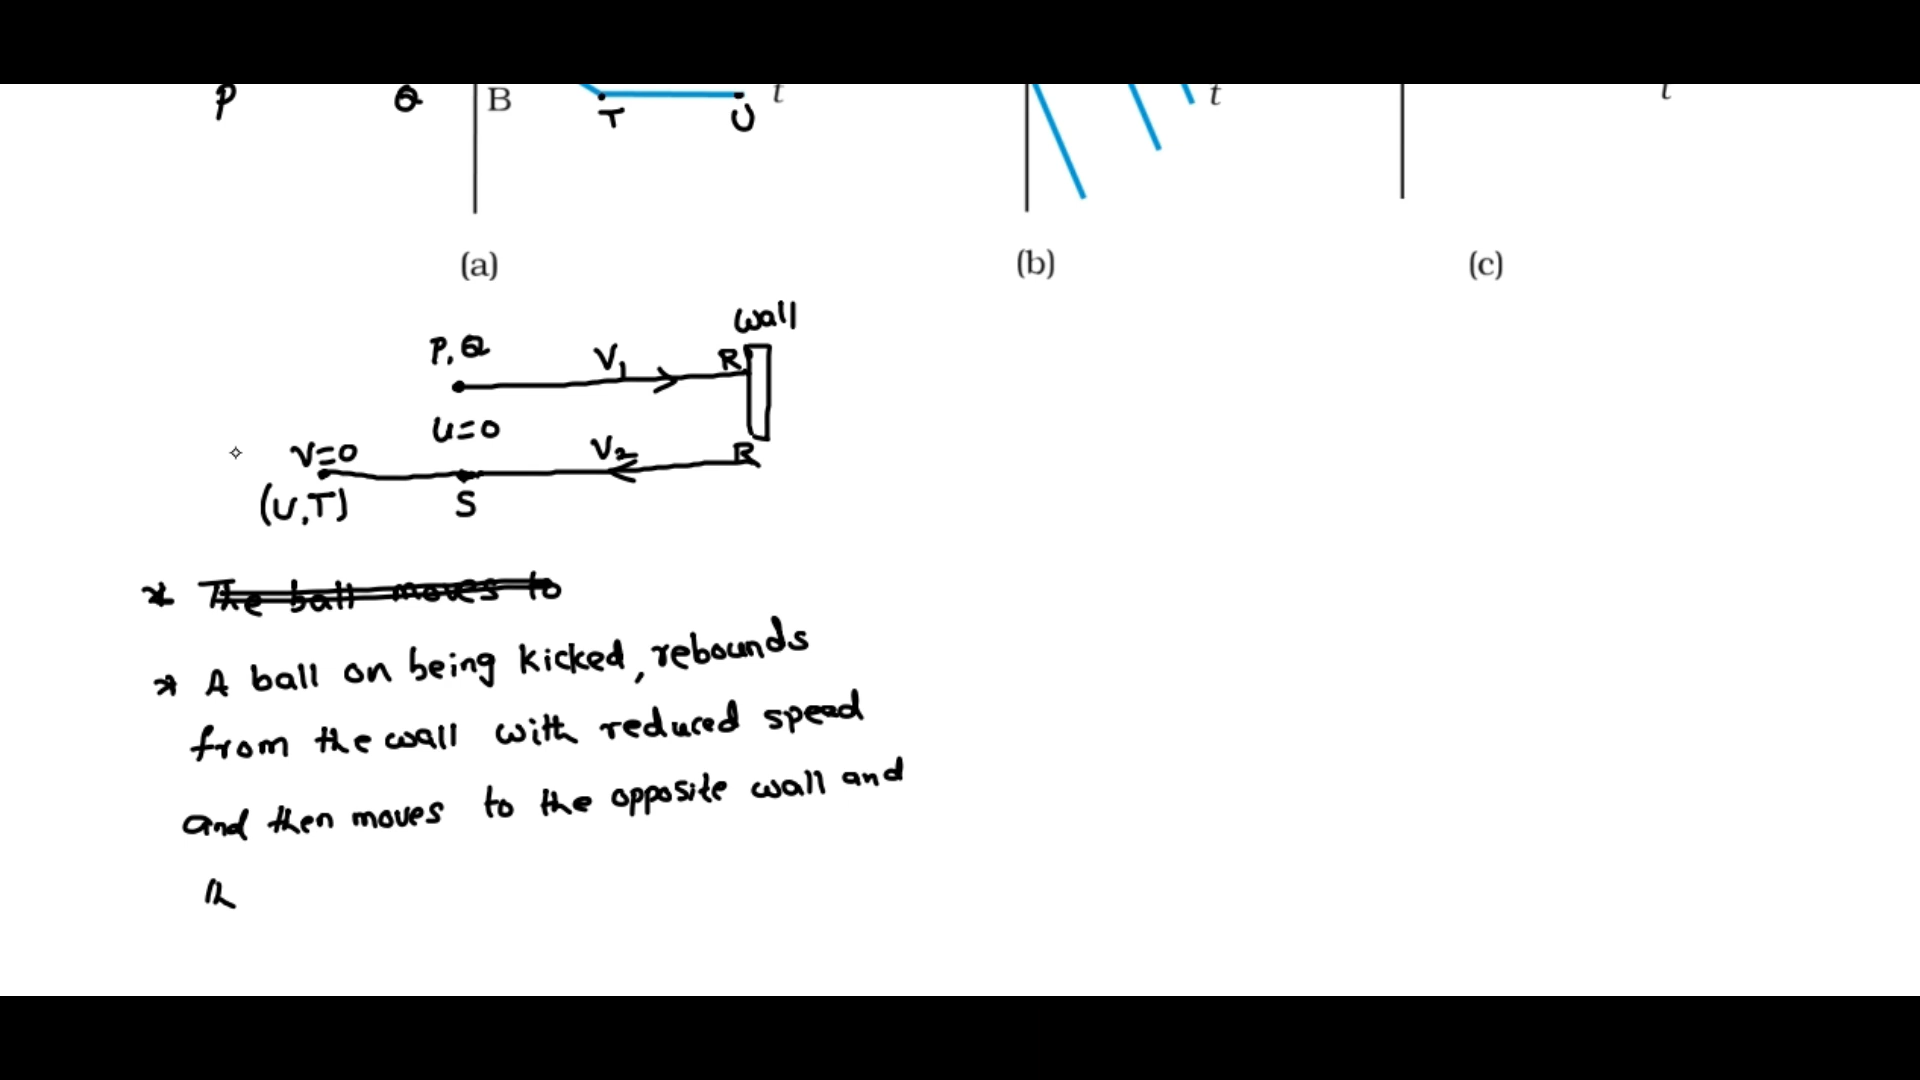 P Q B T U t t t
(a) (b) (c)
Wall
P, Q V1 R
u=0
v=0 V2 R
(U,T) S
* The ball moves to
* A ball on being kicked, rebounds
from the wall with reduced speed
and then moves to the opposite wall and